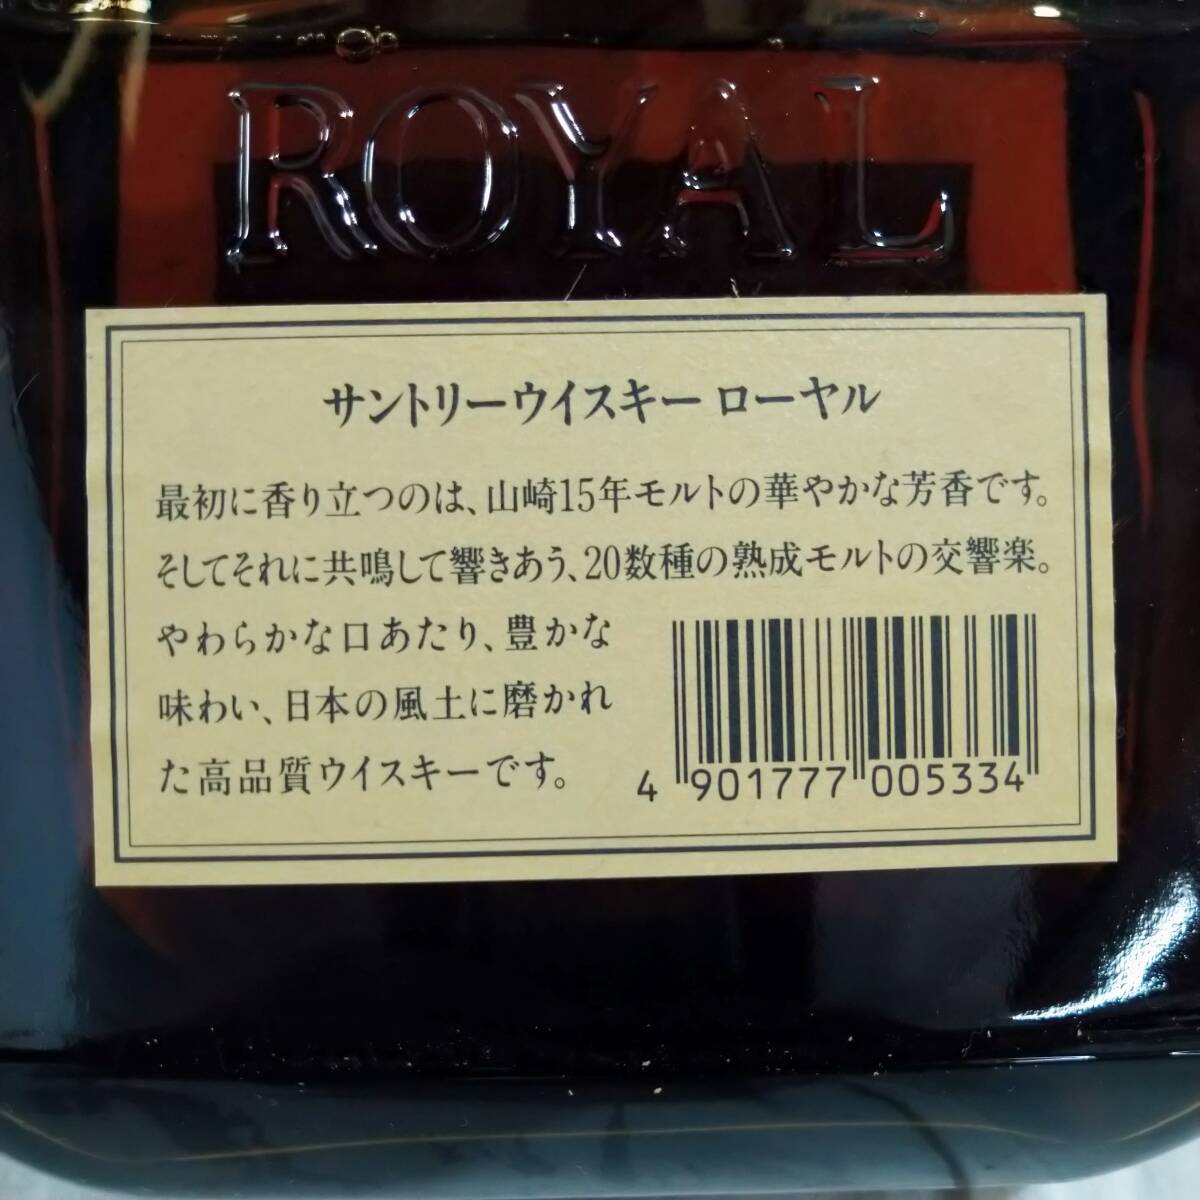 ROYAL
サントリーウイスキー ローヤル
最初に香り立つのは、山崎15年モルトの華やかな芳香です。
そしてそれに共鳴して響きあう、20数種の熟成モルトの交響楽。
やわらかな口あたり、豊かな
味わい、日本の風土に磨かれ
た高品質ウイスキーです。
4 901777 005334